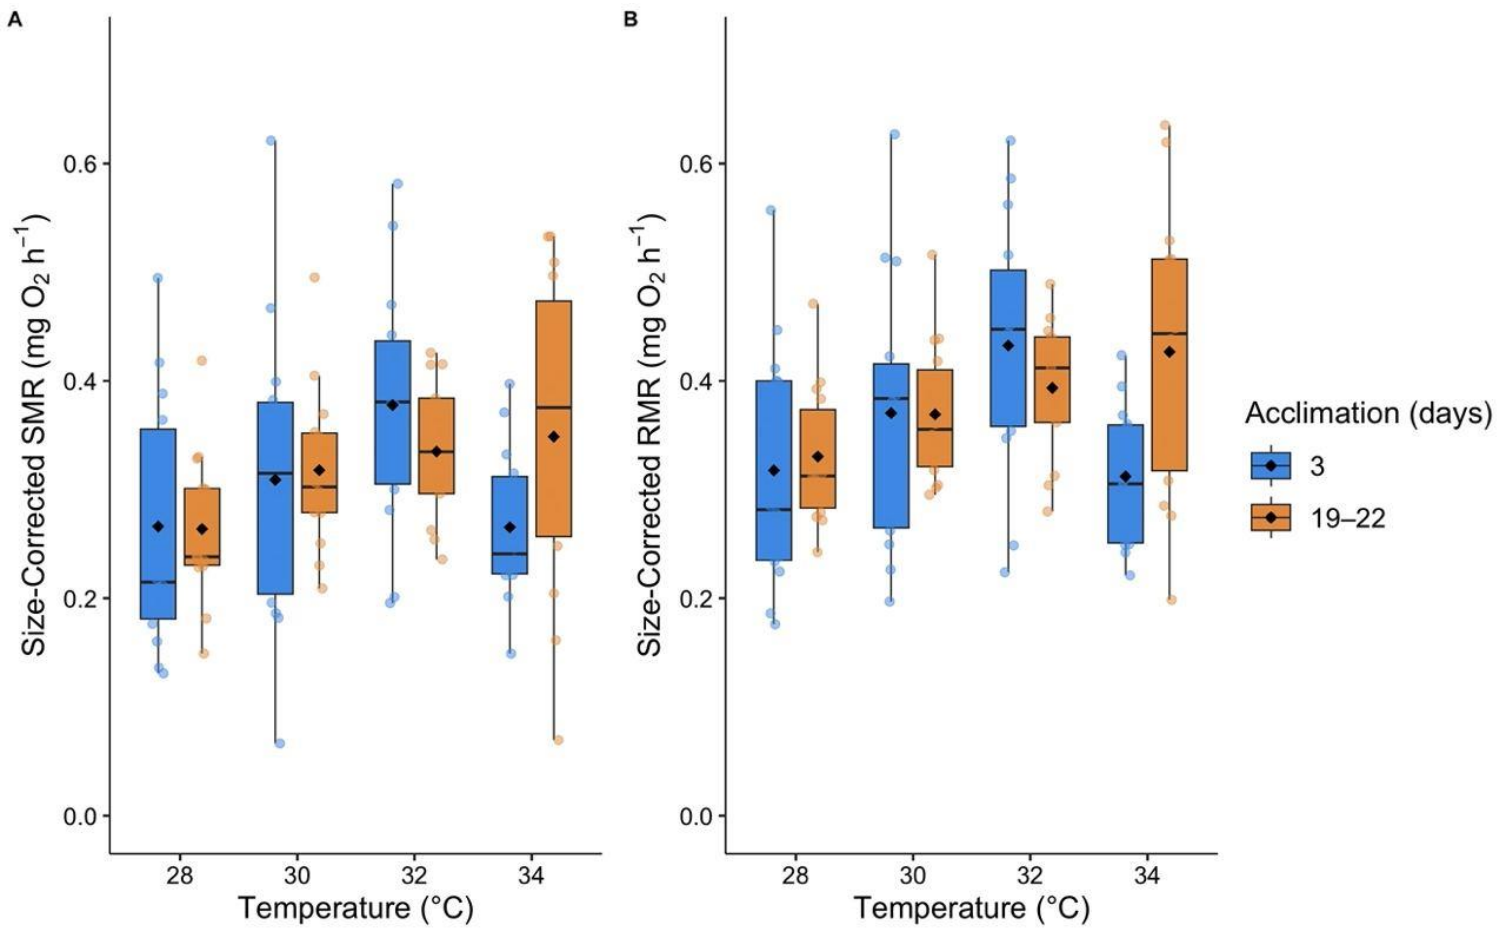 A
Size-Corrected SMR (mg O₂ h⁻¹)
0.6
0.4
0.2
0.0
28 30 32 34
Temperature (°C)
B
Size-Corrected RMR (mg O₂ h⁻¹)
0.6
0.4
0.2
0.0
28 30 32 34
Temperature (°C)
Acclimation (days)
3
19–22